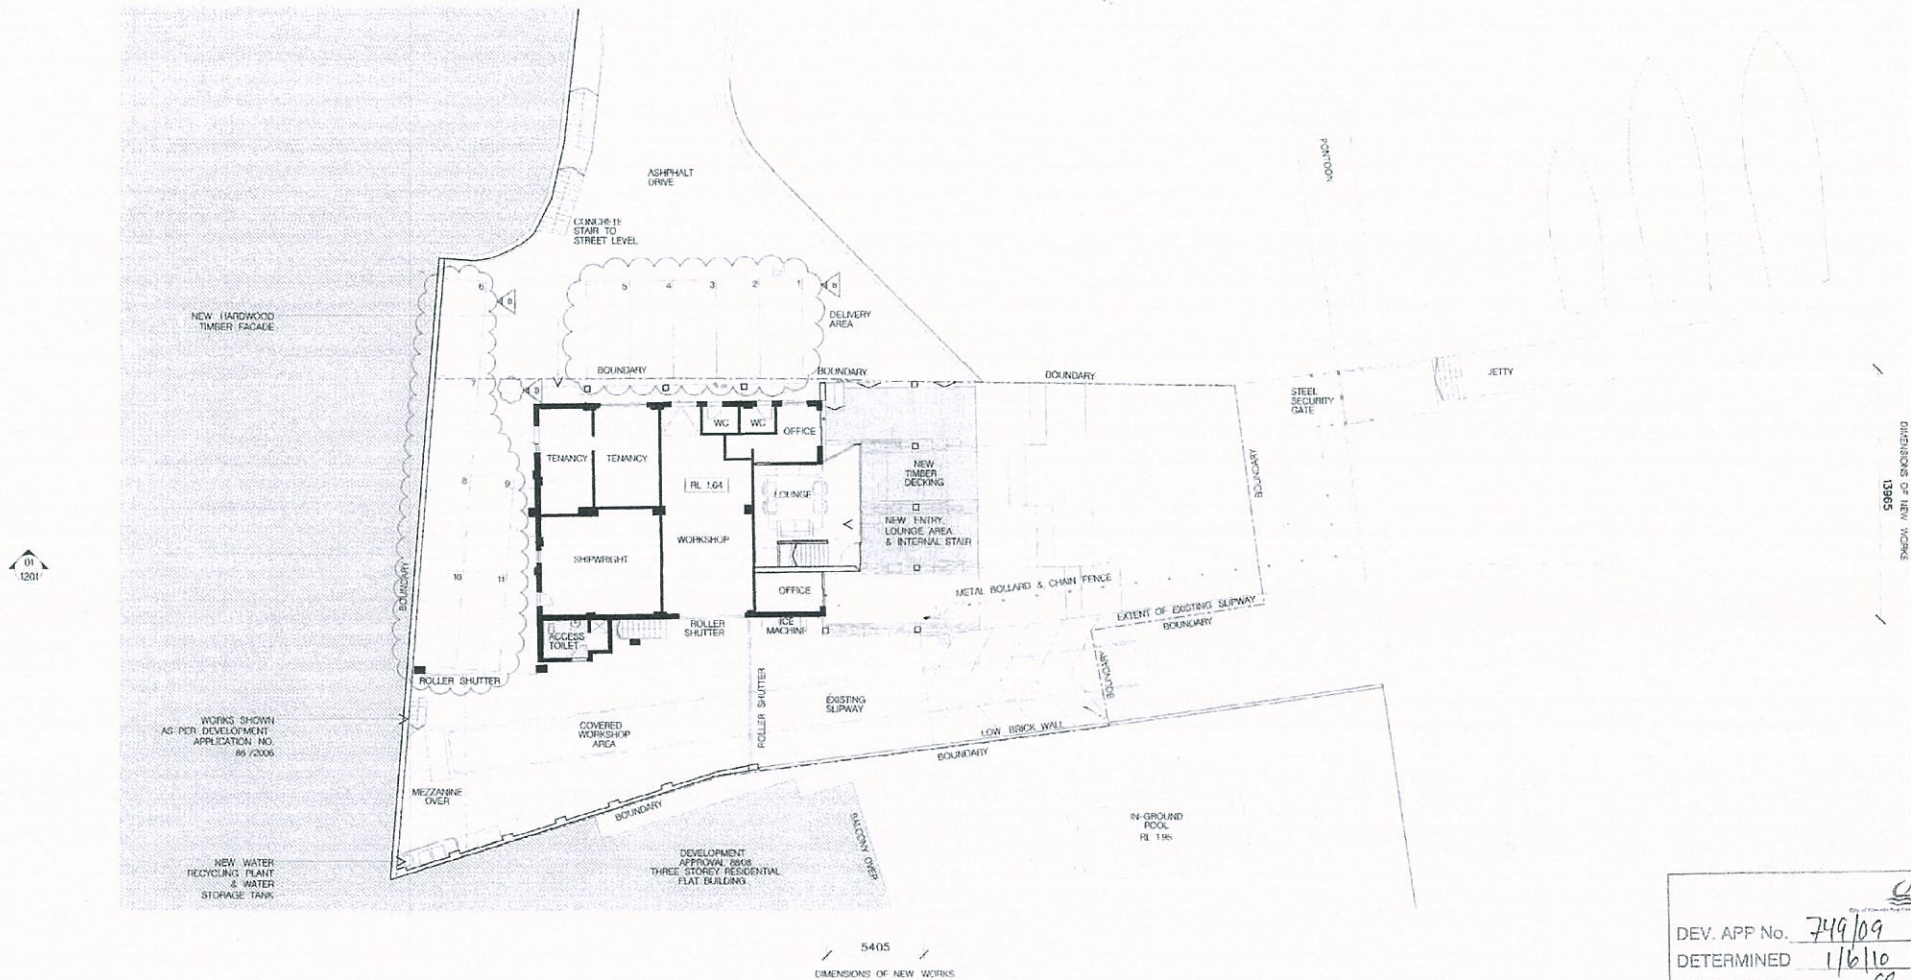 PONTOON
ASHPHALT
DRIVE
CONCRETE
STAIR TO
STREET LEVEL
6
B
5
4
3
2
1
B
NEW HARDWOOD
TIMBER FACADE
DELIVERY
AREA
BOUNDARY
BOUNDARY
BOUNDARY
7
B
JETTY
STEEL
SECURITY
GATE
WC
WC
OFFICE
TENANCY
TENANCY
NEW
TIMBER
DECKING
8
9
RL 1.64
LOUNGE
BOUNDARY
DIMENSIONS OF NEW WORKS
13965
NEW ENTRY,
LOUNGE AREA
& INTERNAL STAIR
WORKSHOP
SHIPWRIGHT
01
1201
10
11
BOUNDARY
OFFICE
METAL BOLLARD & CHAIN FENCE
EXTENT OF EXISTING SLIPWAY
BOUNDARY
ROLLER
SHUTTER
ICE
MACHINE
ACCESS
TOILET
BOUNDARY
ROLLER SHUTTER
ROLLER SHUTTER
EXISTING
SLIPWAY
WORKS SHOWN
AS PER DEVELOPMENT
APPLICATION NO.
COVERED
WORKSHOP
AREA
LOW BRICK WALL
BOUNDARY
MEZZANINE
OVER
BOUNDARY
BALCONY OVER
IN-GROUND
POOL
NEW WATER
RECYCLING PLANT
& WATER
STORAGE TANK
DEVELOPMENT
APPROVAL
THREE STOREY RESIDENTIAL
FLAT BUILDING
5405
DIMENSIONS OF NEW WORKS
DEV. APP No. 749/09
DETERMINED 1/6/10